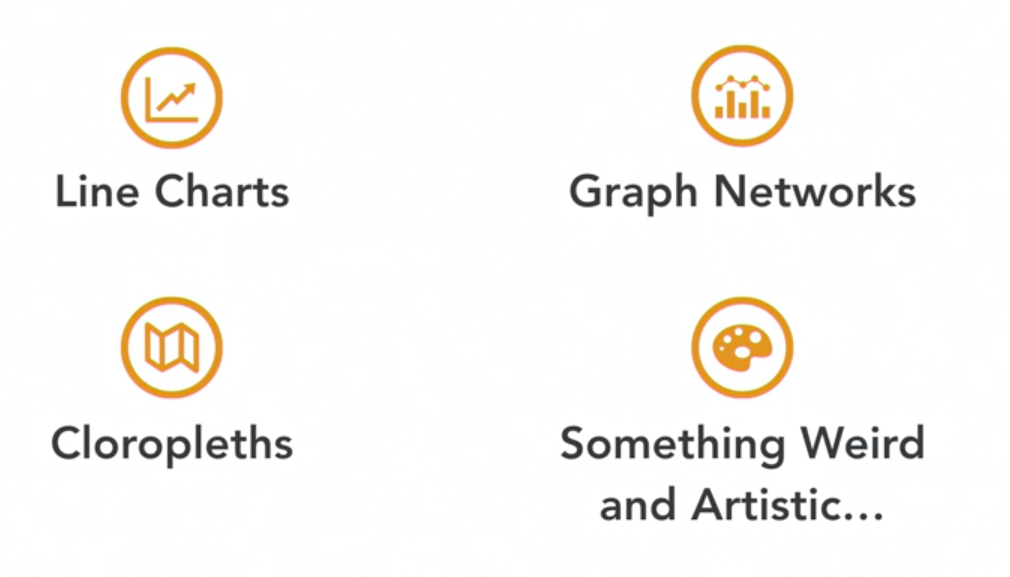 Line Charts
Graph Networks
Cloropleths
Something Weird
and Artistic...